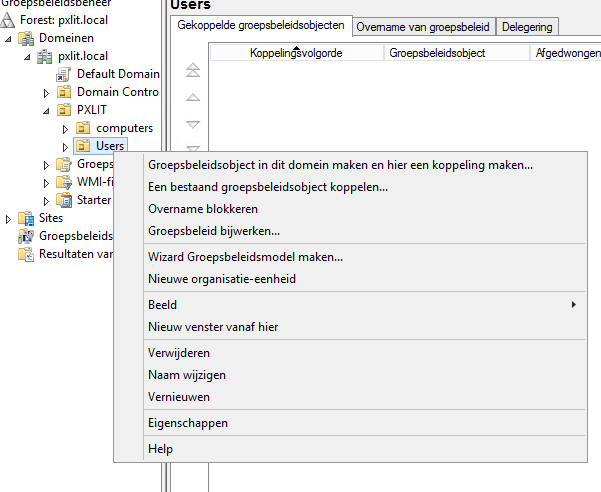 Groepsbeleidsbeheer
Forest: pxlit.local
Domeinen
pxlit.local
Default Domain
Domain Contro
PXLIT
computers
Users
Groeps
WMI-fi
Starter
Sites
Groepsbeleids
Resultaten var
Users
Gekoppelde groepsbeleidsobjecten
Overname van groepsbeleid
Delegering
Koppelingsvolgorde
Groepsbeleidsobject
Afgedwongen
Groepsbeleidsobject in dit domein maken en hier een koppeling maken...
Een bestaand groepsbeleidsobject koppelen...
Overname blokkeren
Groepsbeleid bijwerken...
Wizard Groepsbeleidsmodel maken...
Nieuwe organisatie-eenheid
Beeld
Nieuw venster vanaf hier
Verwijderen
Naam wijzigen
Vernieuwen
Eigenschappen
Help